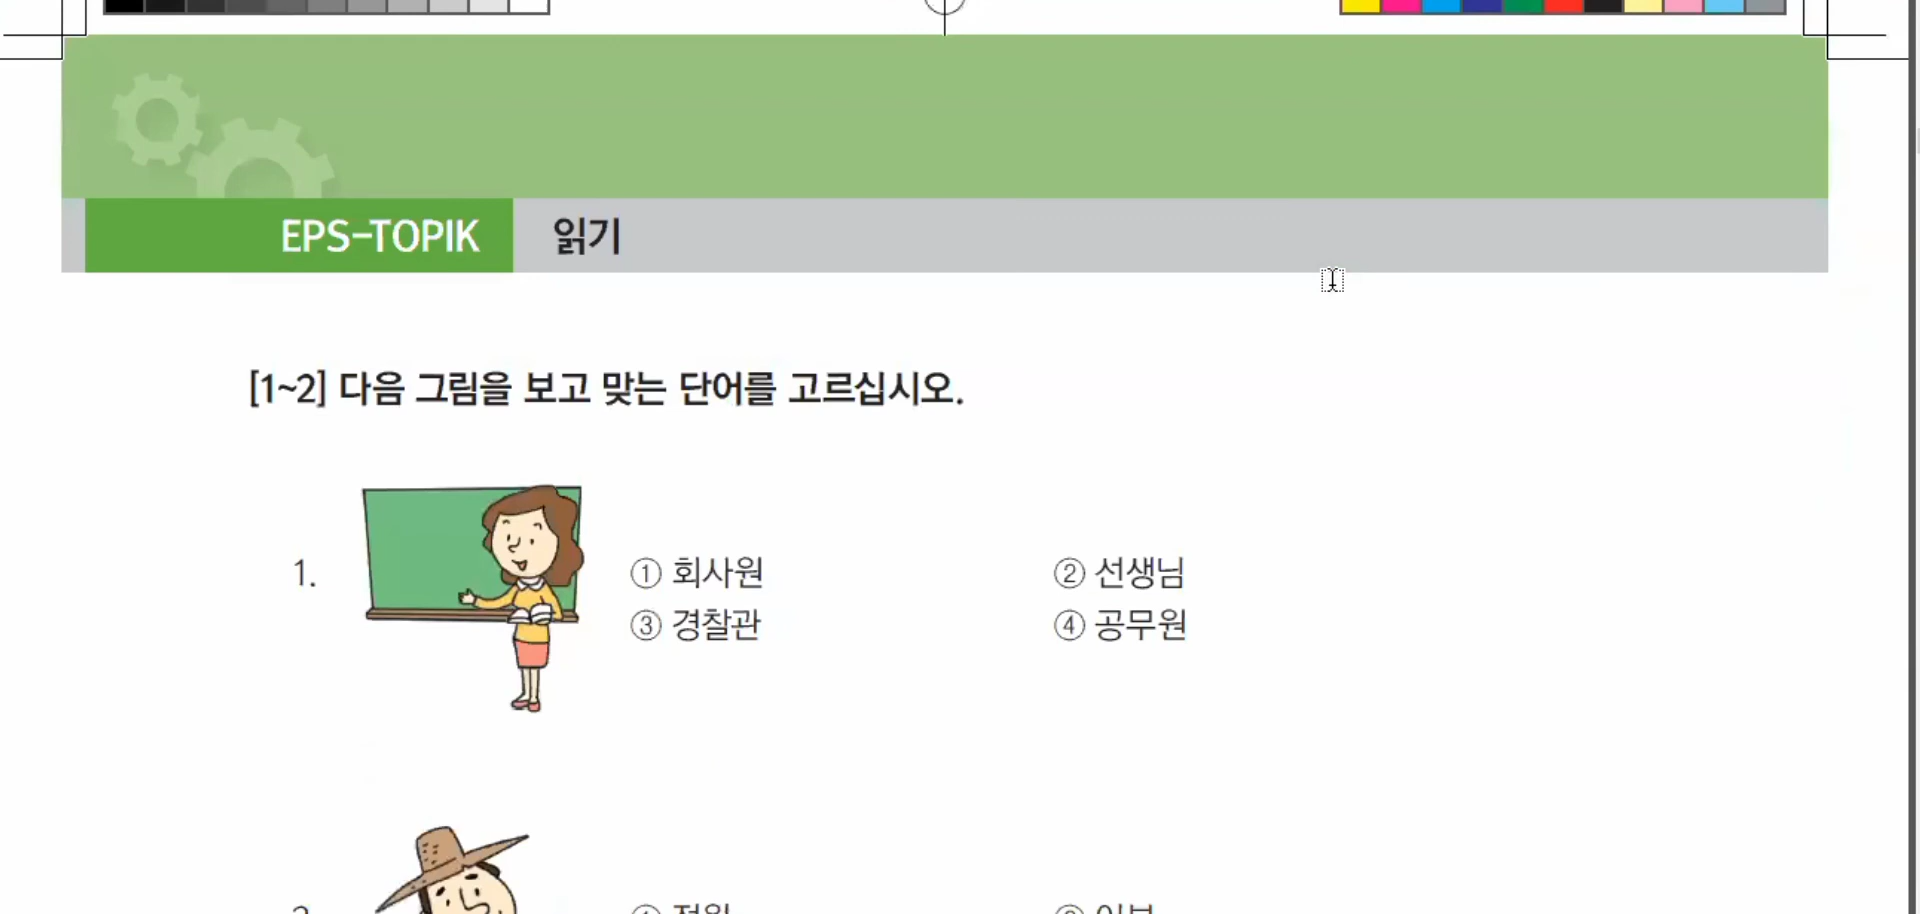 EPS-TOPIK 읽기
[1~2] 다음 그림을 보고 맞는 단어를 고르십시오.
1.
① 회사원 ② 선생님
③ 경찰관 ④ 공무원